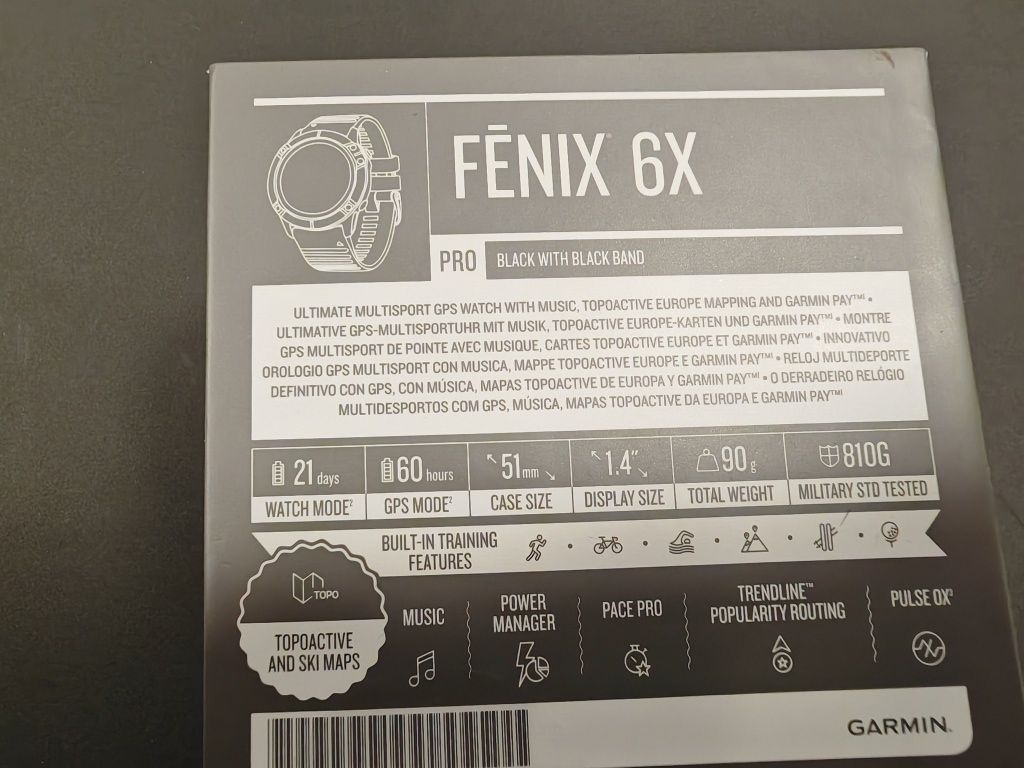 FĒNIX® 6X
PRO BLACK WITH BLACK BAND
ULTIMATE MULTISPORT GPS WATCH WITH MUSIC, TOPOACTIVE EUROPE MAPPING AND GARMIN PAY™¹ •
ULTIMATIVE GPS-MULTISPORTUHR MIT MUSIK, TOPOACTIVE EUROPE-KARTEN UND GARMIN PAY™¹ • MONTRE
GPS MULTISPORT DE POINTE AVEC MUSIQUE, CARTES TOPOACTIVE EUROPE ET GARMIN PAY™¹ • INNOVATIVO
OROLOGIO GPS MULTISPORT CON MUSICA, MAPPE TOPOACTIVE EUROPE E GARMIN PAY™¹ • RELOJ MULTIDEPORTE
DEFINITIVO CON GPS, CON MÚSICA, MAPAS TOPOACTIVE DE EUROPA Y GARMIN PAY™¹ • O DERRADEIRO RELÓGIO
MULTIDESPORTOS COM GPS, MÚSICA, MAPAS TOPOACTIVE DA EUROPA E GARMIN PAY™¹
21 days 60 hours 51mm 1.4″ 90g 810G
WATCH MODE² GPS MODE² CASE SIZE DISPLAY SIZE TOTAL WEIGHT MILITARY STD TESTED
BUILT-IN TRAINING
FEATURES
TOPO
TOPOACTIVE
AND SKI MAPS
MUSIC
POWER
MANAGER
PACE PRO
TRENDLINE™
POPULARITY ROUTING
PULSE OX³
GARMIN.